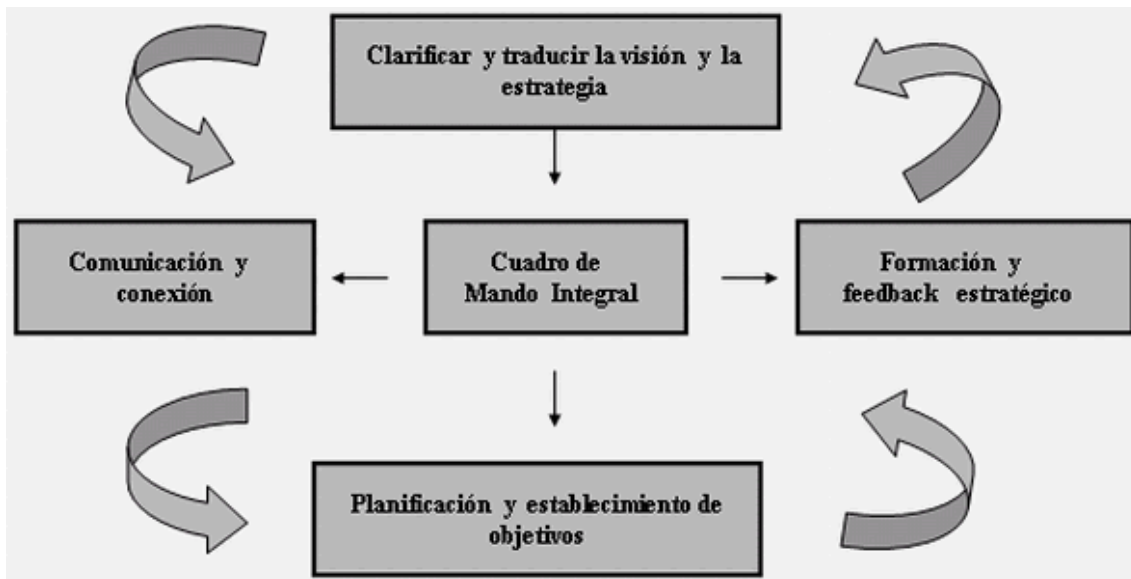 Clarificar y traducir la visión y la
estrategia
Comunicación y
conexión
Cuadro de
Mando Integral
Formación y
feedback estratégico
Planificación y establecimiento de
objetivos